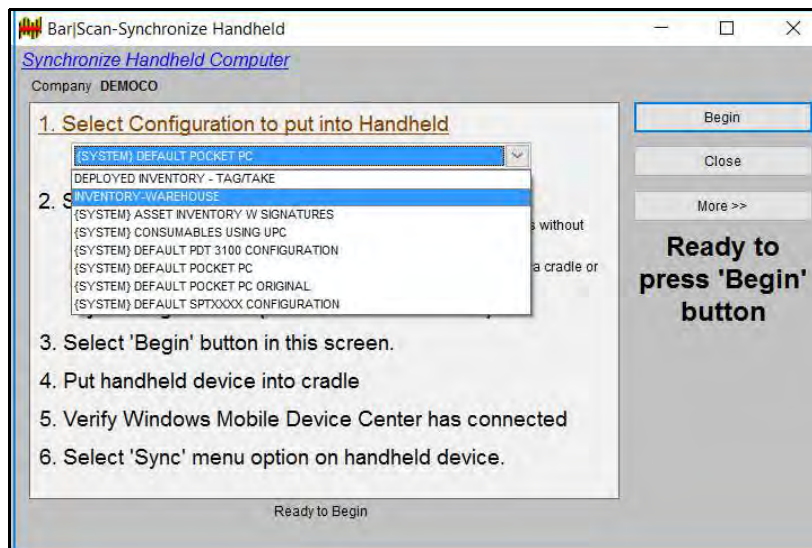 Bar|Scan-Synchronize Handheld
Synchronize Handheld Computer
Company DEMOCO
1. Select Configuration to put into Handheld
{SYSTEM} DEFAULT POCKET PC
DEPLOYED INVENTORY - TAG/TAKE
INVENTORY-WAREHOUSE
{SYSTEM} ASSET INVENTORY W SIGNATURES
{SYSTEM} CONSUMABLES USING UPC
{SYSTEM} DEFAULT PDT 3100 CONFIGURATION
{SYSTEM} DEFAULT POCKET PC
{SYSTEM} DEFAULT POCKET PC ORIGINAL
{SYSTEM} DEFAULT SPTXXXX CONFIGURATION
2. S
without
a cradle or
3. Select 'Begin' button in this screen.
4. Put handheld device into cradle
5. Verify Windows Mobile Device Center has connected
6. Select 'Sync' menu option on handheld device.
Ready to Begin
Begin
Close
More >>
Ready to
press 'Begin'
button